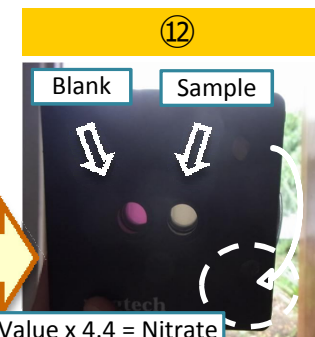 ⑫
Blank
Sample
Value x 4.4 = Nitrate